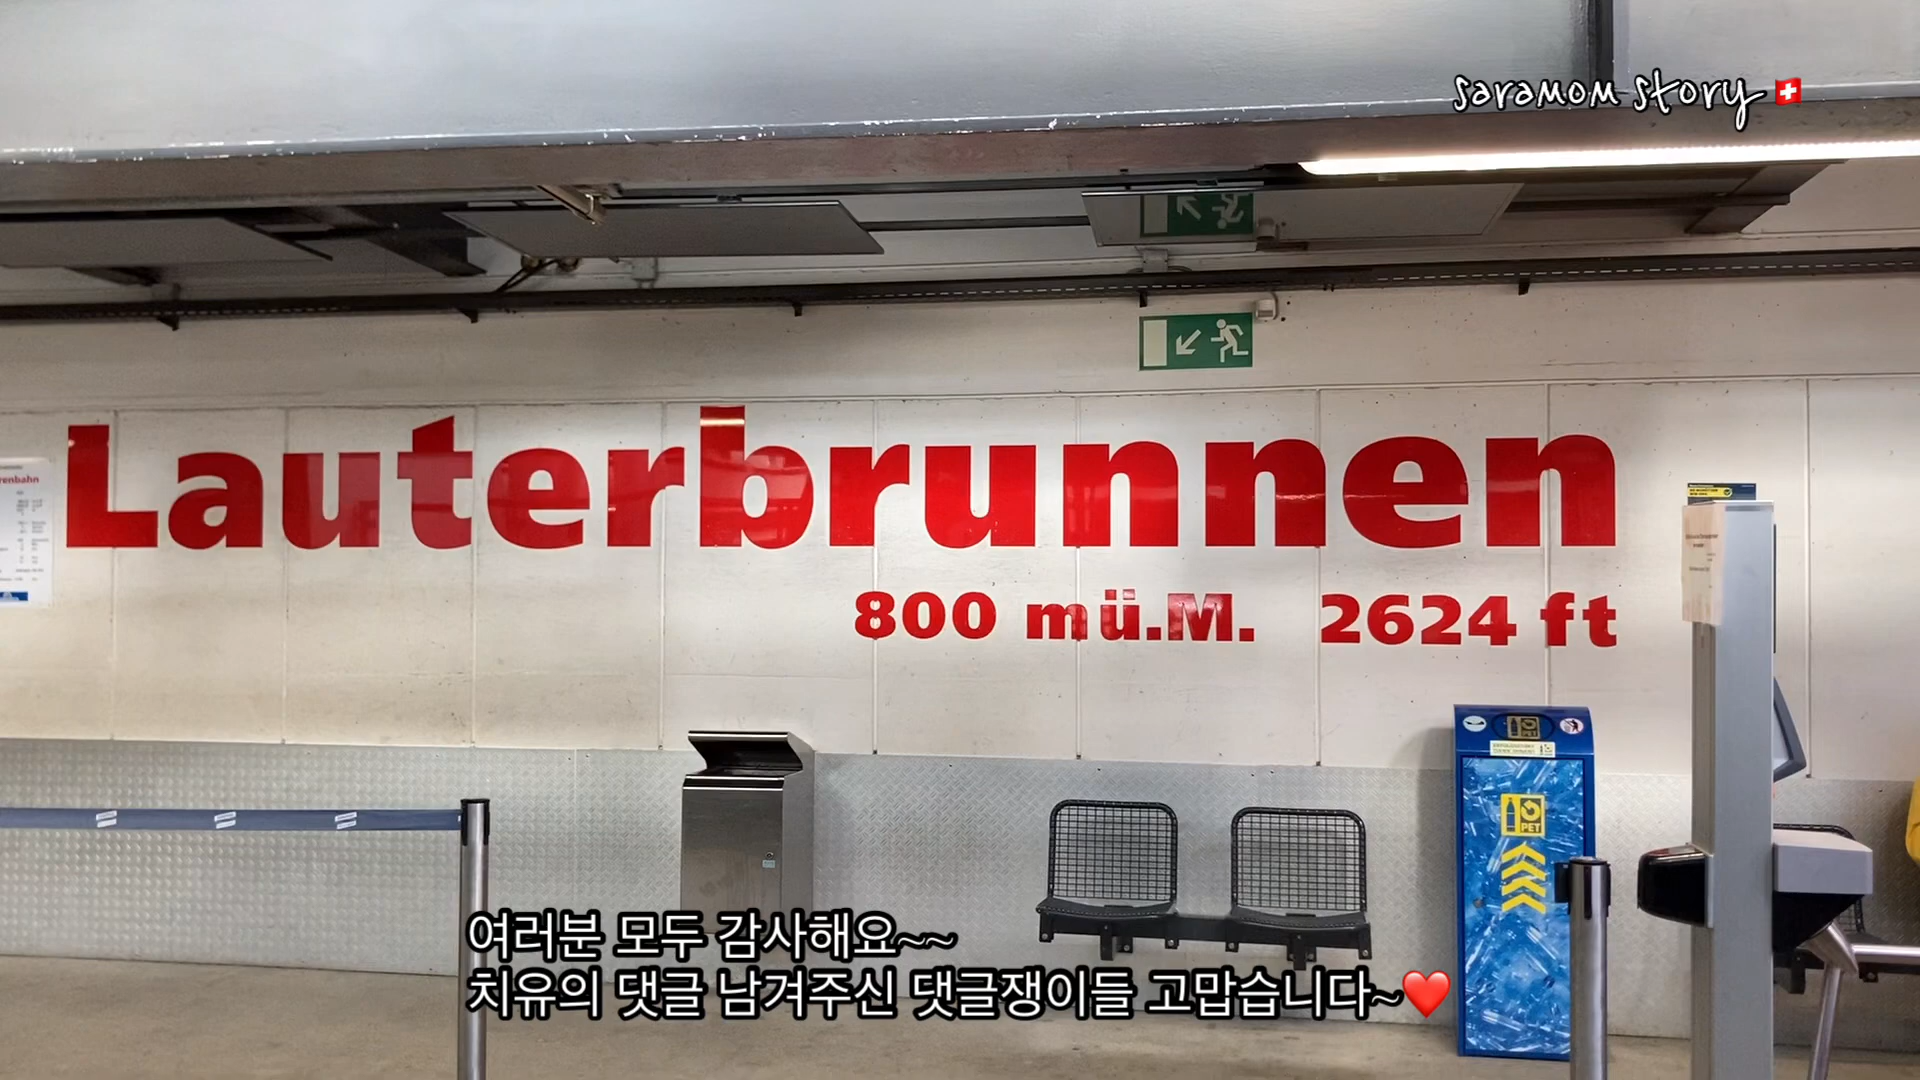 saramom story
Lauterbrunnen
800 mü.M. 2624 ft
PET
PET
여러분 모두 감사해요~~
치유의 댓글 남겨주신 댓글쟁이들 고맙습니다~❤️